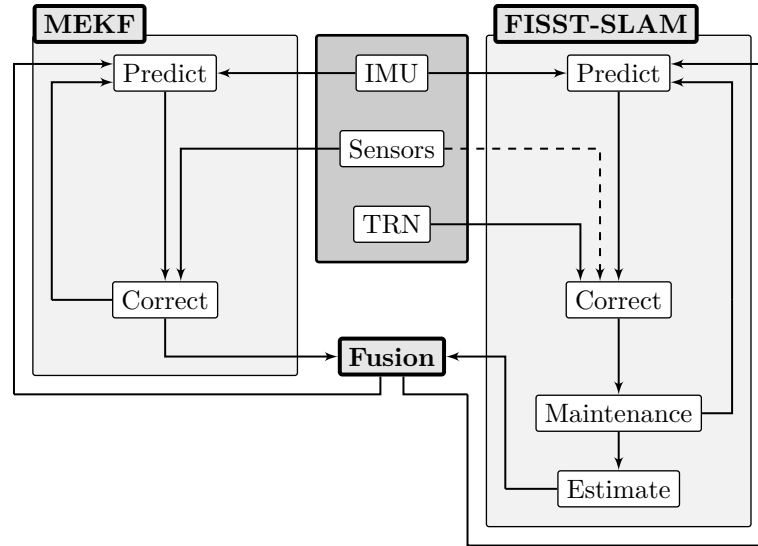 MEKF
FISST-SLAM
Predict
IMU
Predict
Sensors
TRN
Correct
Correct
Fusion
Maintenance
Estimate